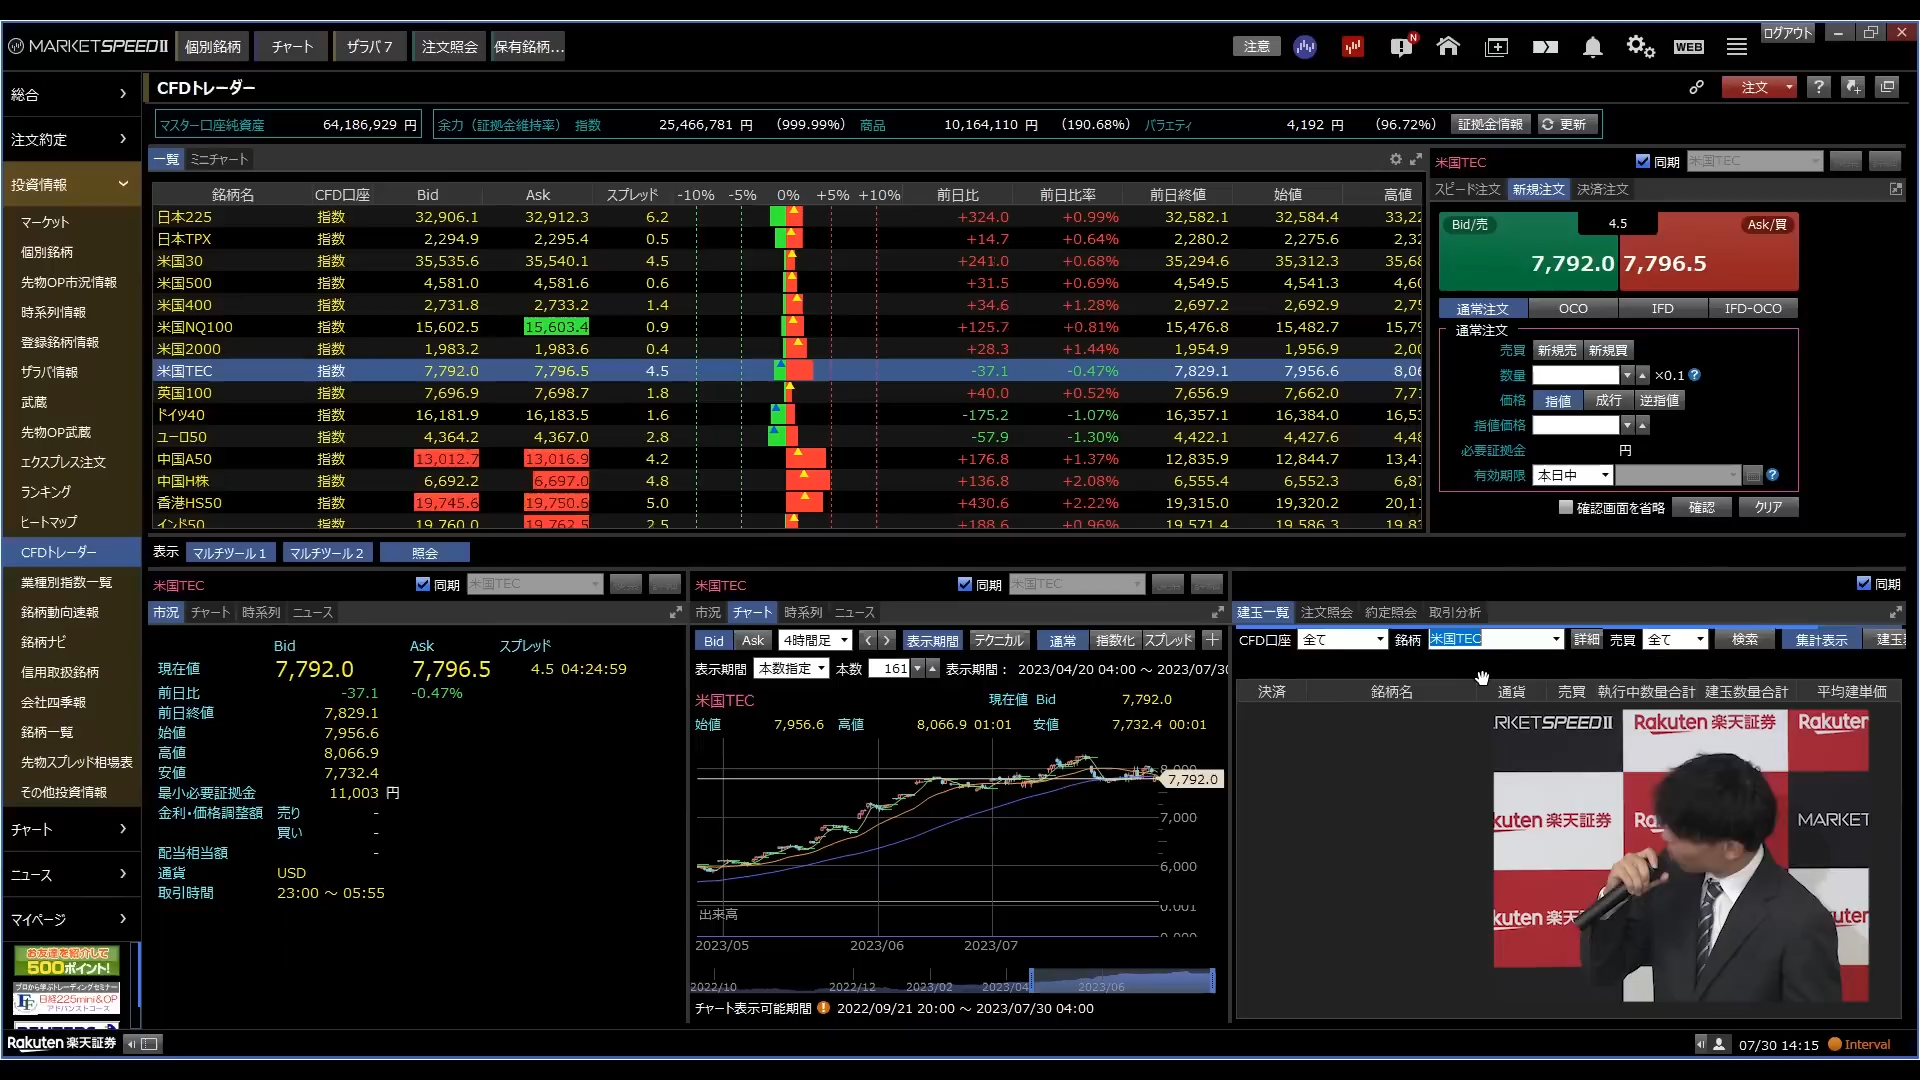 MARKETSPEED II 個別銘柄 チャート ザラバ7 注文照会 保有銘柄... 注意 N WEB ログアウト
CFDトレーダー 注文 ?
マスター口座純資産 64,186,929 円 余力（証拠金維持率） 指数 25,466,781 円 (999.99%) 商品 10,164,110 円 (190.68%) バラエティ 4,192 円 (96.72%) 証拠金情報 更新
総合
注文約定
投資情報
マーケット
個別銘柄
先物OP市況情報
時系列情報
登録銘柄情報
ザラバ情報
武蔵
先物OP武蔵
エクスプレス注文
ランキング
ヒートマップ
CFDトレーダー
業種別指数一覧
銘柄動向速報
銘柄ナビ
信用取扱銘柄
会社四季報
銘柄一覧
先物スプレッド相場表
その他投資情報
チャート
ニュース
マイページ
お友達を紹介して
500ポイント!
プロから学ぶトレーディングセミナー
日経225mini&OP
アドバンストコース
一覧 ミニチャート
銘柄名 CFD口座 Bid Ask スプレッド -10% -5% 0% +5% +10% 前日比 前日比率 前日終値 始値 高値
日本225 指数 32,906.1 32,912.3 6.2 +324.0 +0.99% 32,582.1 32,584.4 33,22
日本TPX 指数 2,294.9 2,295.4 0.5 +14.7 +0.64% 2,280.2 2,275.6 2,32
米国30 指数 35,535.6 35,540.1 4.5 +241.0 +0.68% 35,294.6 35,312.3 35,68
米国500 指数 4,581.0 4,581.6 0.6 +31.5 +0.69% 4,549.5 4,541.3 4,60
米国400 指数 2,731.8 2,733.2 1.4 +34.6 +1.28% 2,697.2 2,692.9 2,75
米国NQ100 指数 15,602.5 15,603.4 0.9 +125.7 +0.81% 15,476.8 15,482.7 15,79
米国2000 指数 1,983.2 1,983.6 0.4 +28.3 +1.44% 1,954.9 1,956.9 2,00
米国TEC 指数 7,792.0 7,796.5 4.5 -37.1 -0.47% 7,829.1 7,956.6 8,06
英国100 指数 7,696.9 7,698.7 1.8 +40.0 +0.52% 7,656.9 7,662.0 7,7
ドイツ40 指数 16,181.9 16,183.5 1.6 -175.2 -1.07% 16,357.1 16,384.0 16,53
ユーロ50 指数 4,364.2 4,367.0 2.8 -57.9 -1.30% 4,422.1 4,427.6 4,48
中国A50 指数 13,012.7 13,016.9 4.2 +176.8 +1.37% 12,835.9 12,844.7 13,41
中国H株 指数 6,692.2 6,697.0 4.8 +136.8 +2.08% 6,555.4 6,552.3 6,87
香港HS50 指数 19,745.6 19,750.6 5.0 +430.6 +2.22% 19,315.0 19,320.2 20,11
インド50 指数 19,760.0 19,762.5 2.5 +188.6 +0.96% 19,571.4 19,586.3 19,83
米国TEC 同期 米国TEC
スピード注文 新規注文 決済注文
Bid/売 4.5 Ask/買
7,792.0 7,796.5
通常注文 OCO IFD IFD-OCO
通常注文
売買 新規売 新規買
数量 ×0.1 ?
価格 指値 成行 逆指値
指値価格
必要証拠金 円
有効期限 本日中 ?
確認画面を省略 確認 クリア
表示 マルチツール1 マルチツール2 照会
米国TEC 同期 米国TEC
市況 チャート 時系列 ニュース
Bid Ask スプレッド
現在値 7,792.0 7,796.5 4.5 04:24:59
前日比 -37.1 -0.47%
前日終値 7,829.1
始値 7,956.6
高値 8,066.9
安値 7,732.4
最小必要証拠金 11,003 円
金利・価格調整額 売り -
買い -
配当相当額 -
通貨 USD
取引時間 23:00 ～ 05:55
米国TEC 同期 米国TEC
市況 チャート 時系列 ニュース
Bid Ask 4時間足 表示期間 テクニカル 通常 指数化 スプレッド
表示期間 本数指定 本数 161 表示期間： 2023/04/20 04:00 ～ 2023/07/30
米国TEC 現在値 Bid 7,792.0
始値 7,956.6 高値 8,066.9 01:01 安値 7,732.4 00:01
8,000
7,792.0
7,000
6,000
0.001
出来高
0.000
2023/05 2023/06 2023/07
2022/10 2022/12 2023/02 2023/04 2023/06
チャート表示可能期間 2022/09/21 20:00 ～ 2023/07/30 04:00
同期
建玉一覧 注文照会 約定照会 取引分析
CFD口座 全て 銘柄 米国TEC 詳細 売買 全て 検索 集計表示 建玉
決済 銘柄名 通貨 売買 執行中数量合計 建玉数量合計 平均建単価
RKETSPEED II Rakuten 楽天証券 Rakuten
kuten 楽天証券 Ra MARKET
kuten 楽天 uten
Rakuten 楽天証券 07/30 14:15 Interval